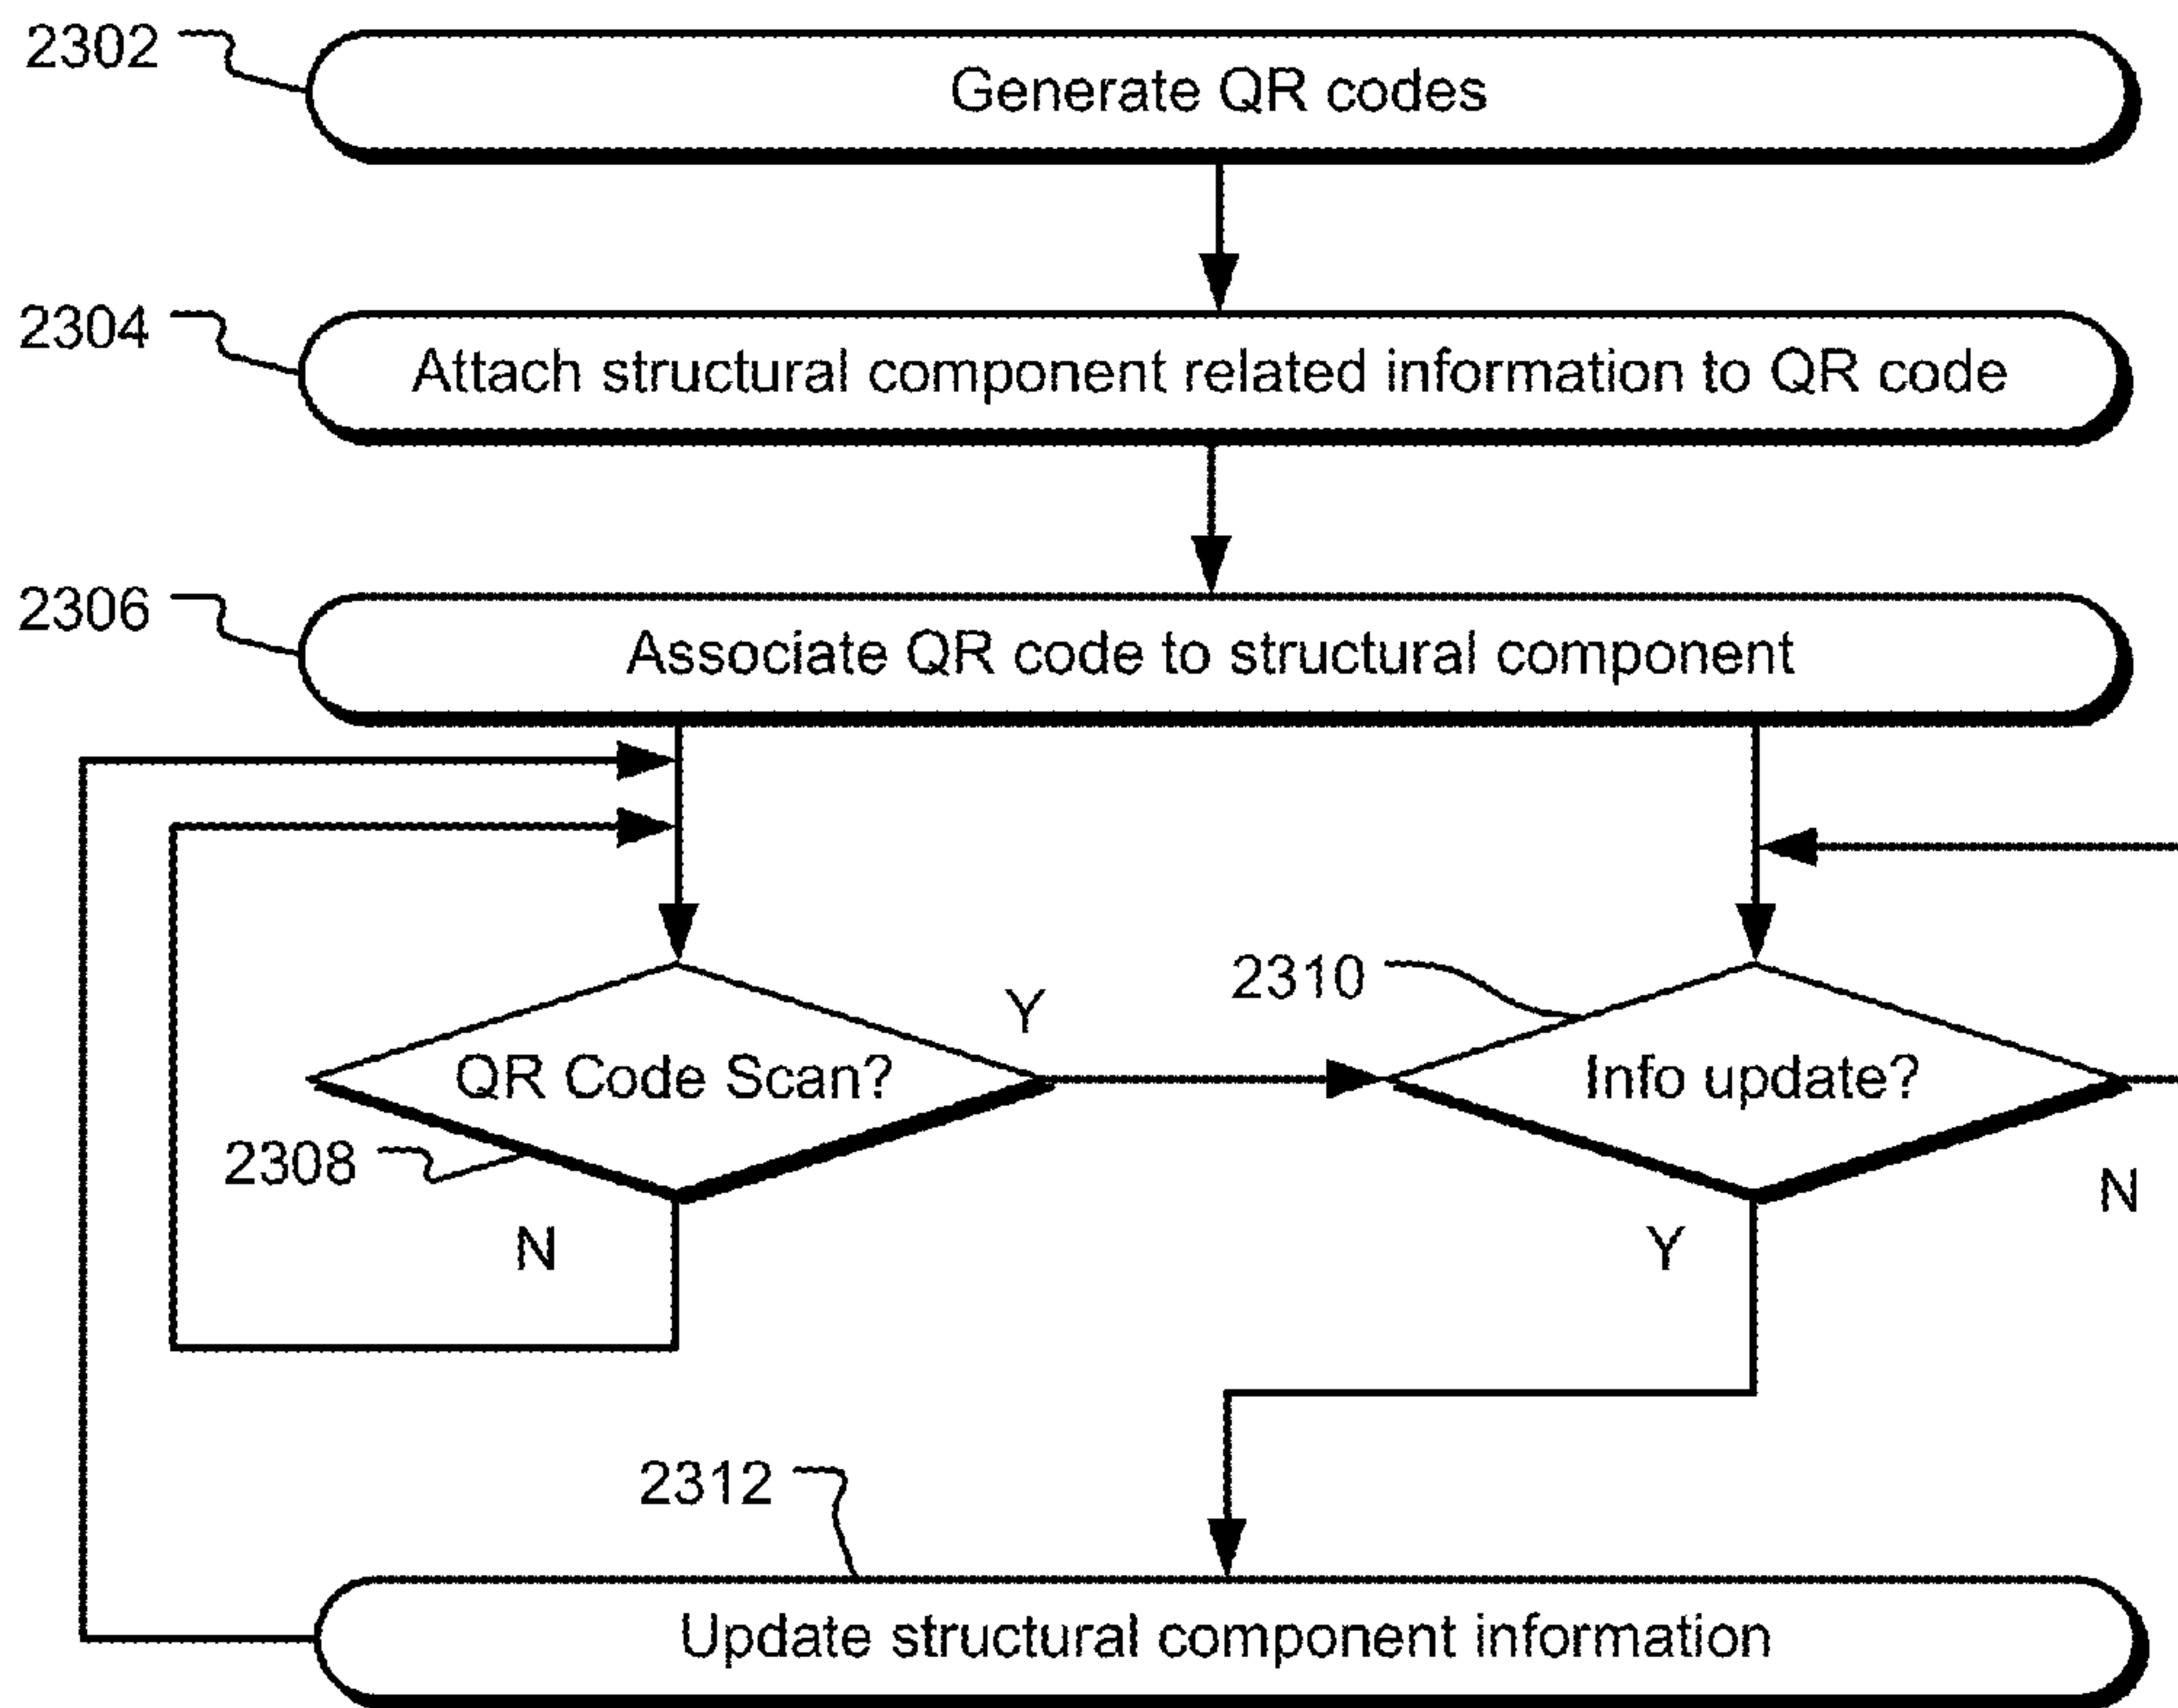 2302
Generate QR codes
2304
Attach structural component related information to QR code
2306
Associate QR code to structural component
2310
Y
QR Code Scan?
Info update?
2308
N
N
Y
2312
Update structural component information